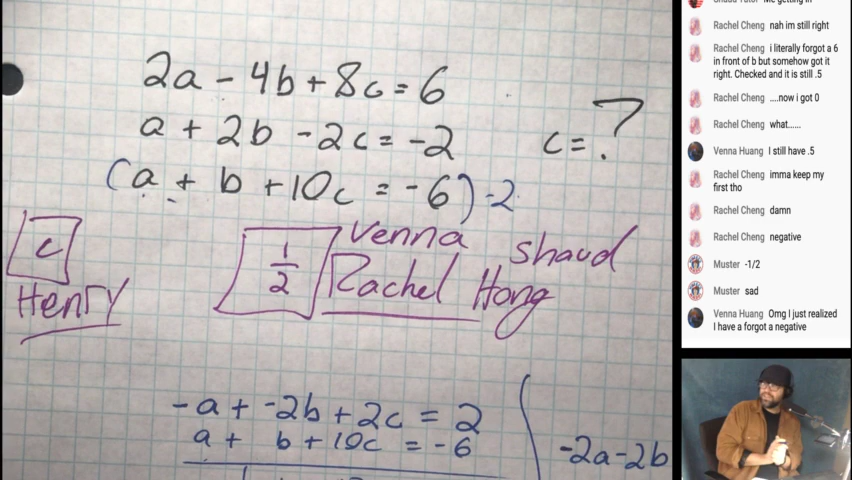 2a - 4b + 8c = 6
a + 2b - 2c = -2
c = ?
(a + b + 10c = -6) -2
c
Henry
1/2
Venna
shaud
Rachel Hong
-a + -2b + 2c = 2
a + b + 10c = -6
-2a - 2b
Rachel Cheng nah im still right
Rachel Cheng i literally forgot a 6
in front of b but somehow got it
right. Checked and it is still .5
Rachel Cheng ....now i got 0
Rachel Cheng what......
Venna Huang I still have .5
Rachel Cheng imma keep my
first tho
Rachel Cheng damn
Rachel Cheng negative
Muster -1/2
Muster sad
Venna Huang Omg I just realized
I have a forgot a negative